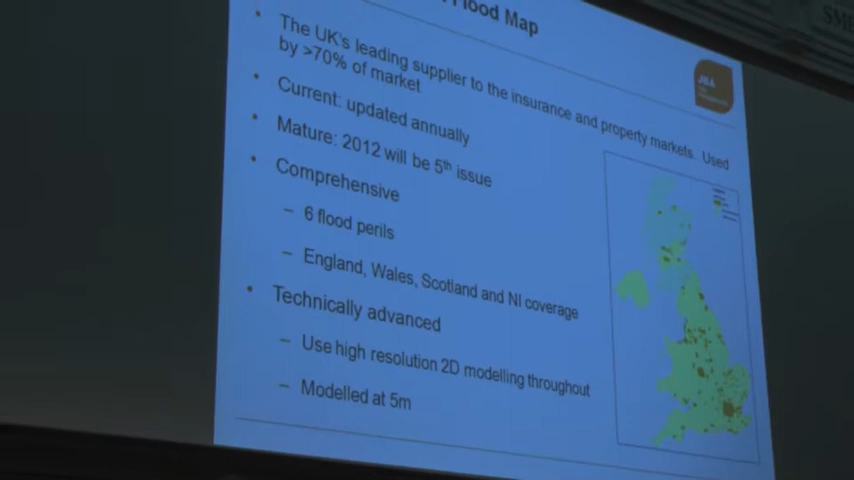 Flood Map
JBA
The UK's leading supplier to the insurance and property markets. Used
by >70% of market
Current: updated annually
Mature: 2012 will be 5th issue
Comprehensive
– 6 flood perils
– England, Wales, Scotland and NI coverage
Technically advanced
– Use high resolution 2D modelling throughout
– Modelled at 5m